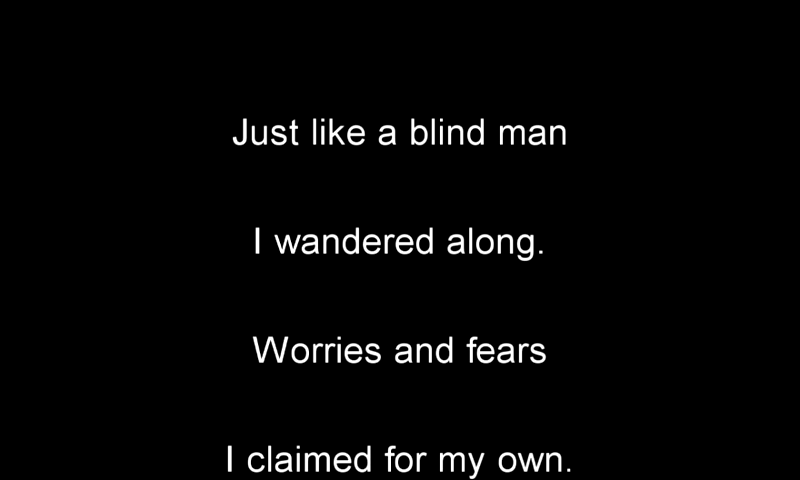 Just like a blind man
I wandered along.
Worries and fears
I claimed for my own.